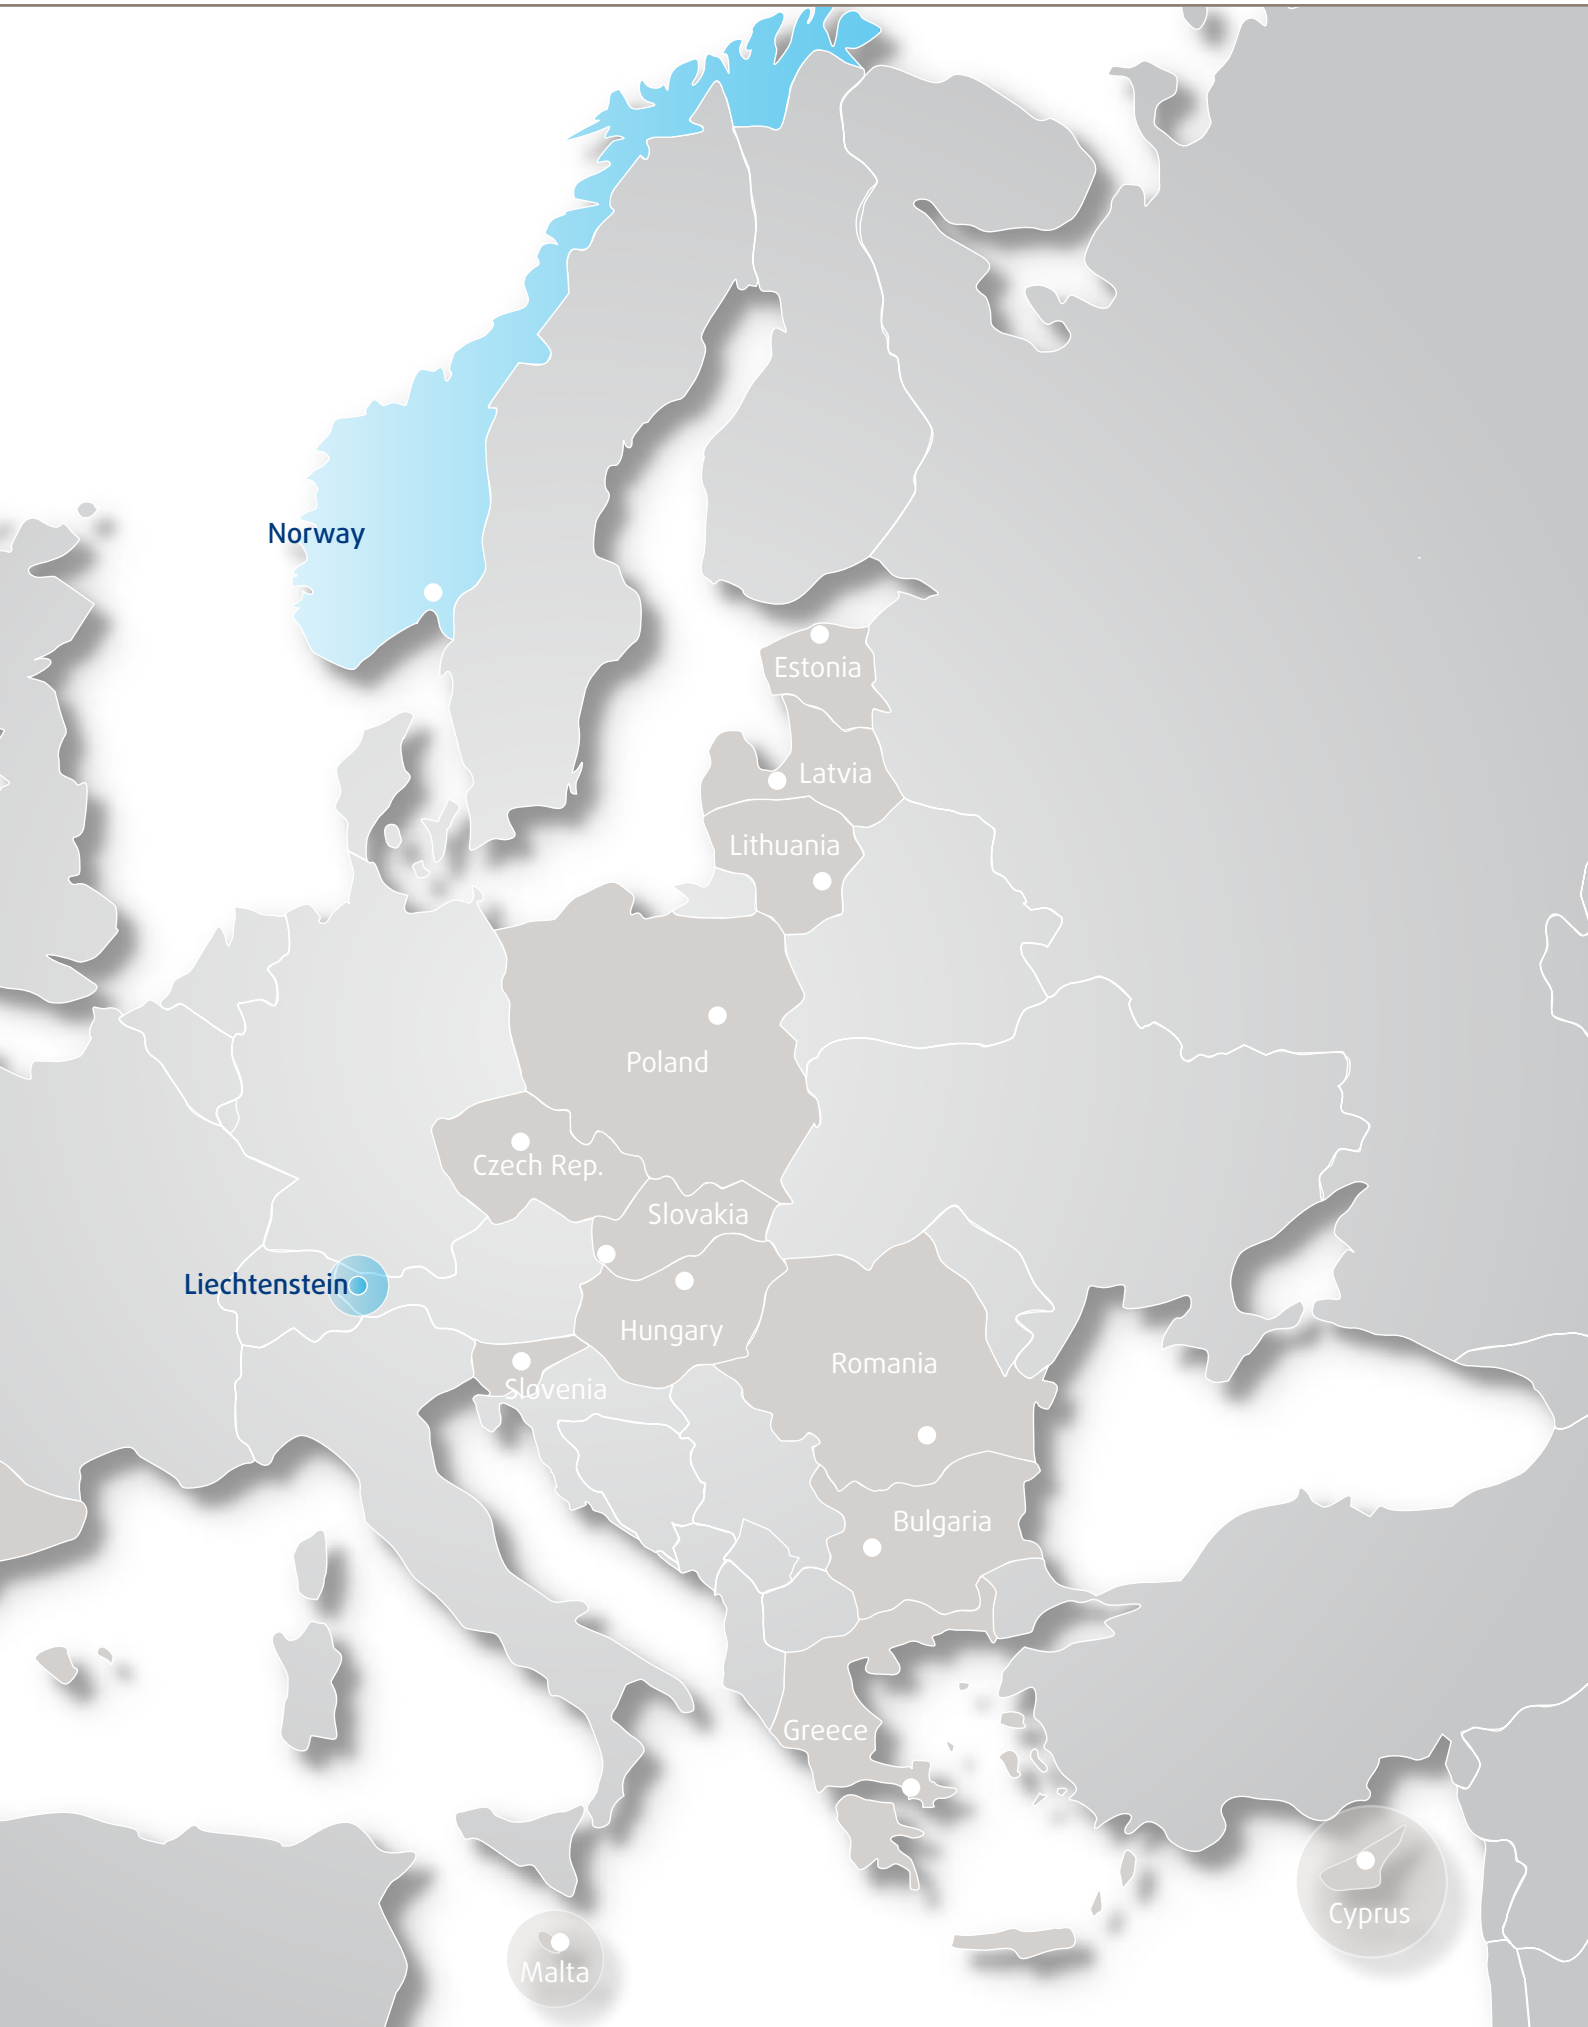 Norway
Estonia
Latvia
Lithuania
Poland
Czech Rep.
Slovakia
Liechtenstein
Hungary
Romania
Slovenia
Bulgaria
Greece
Cyprus
Malta